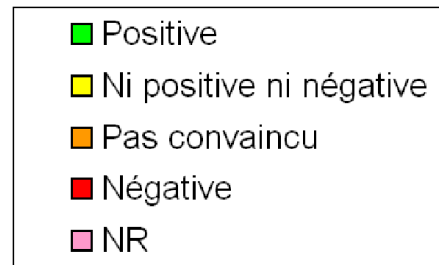 Positive
Ni positive ni négative
Pas convaincu
Négative
NR